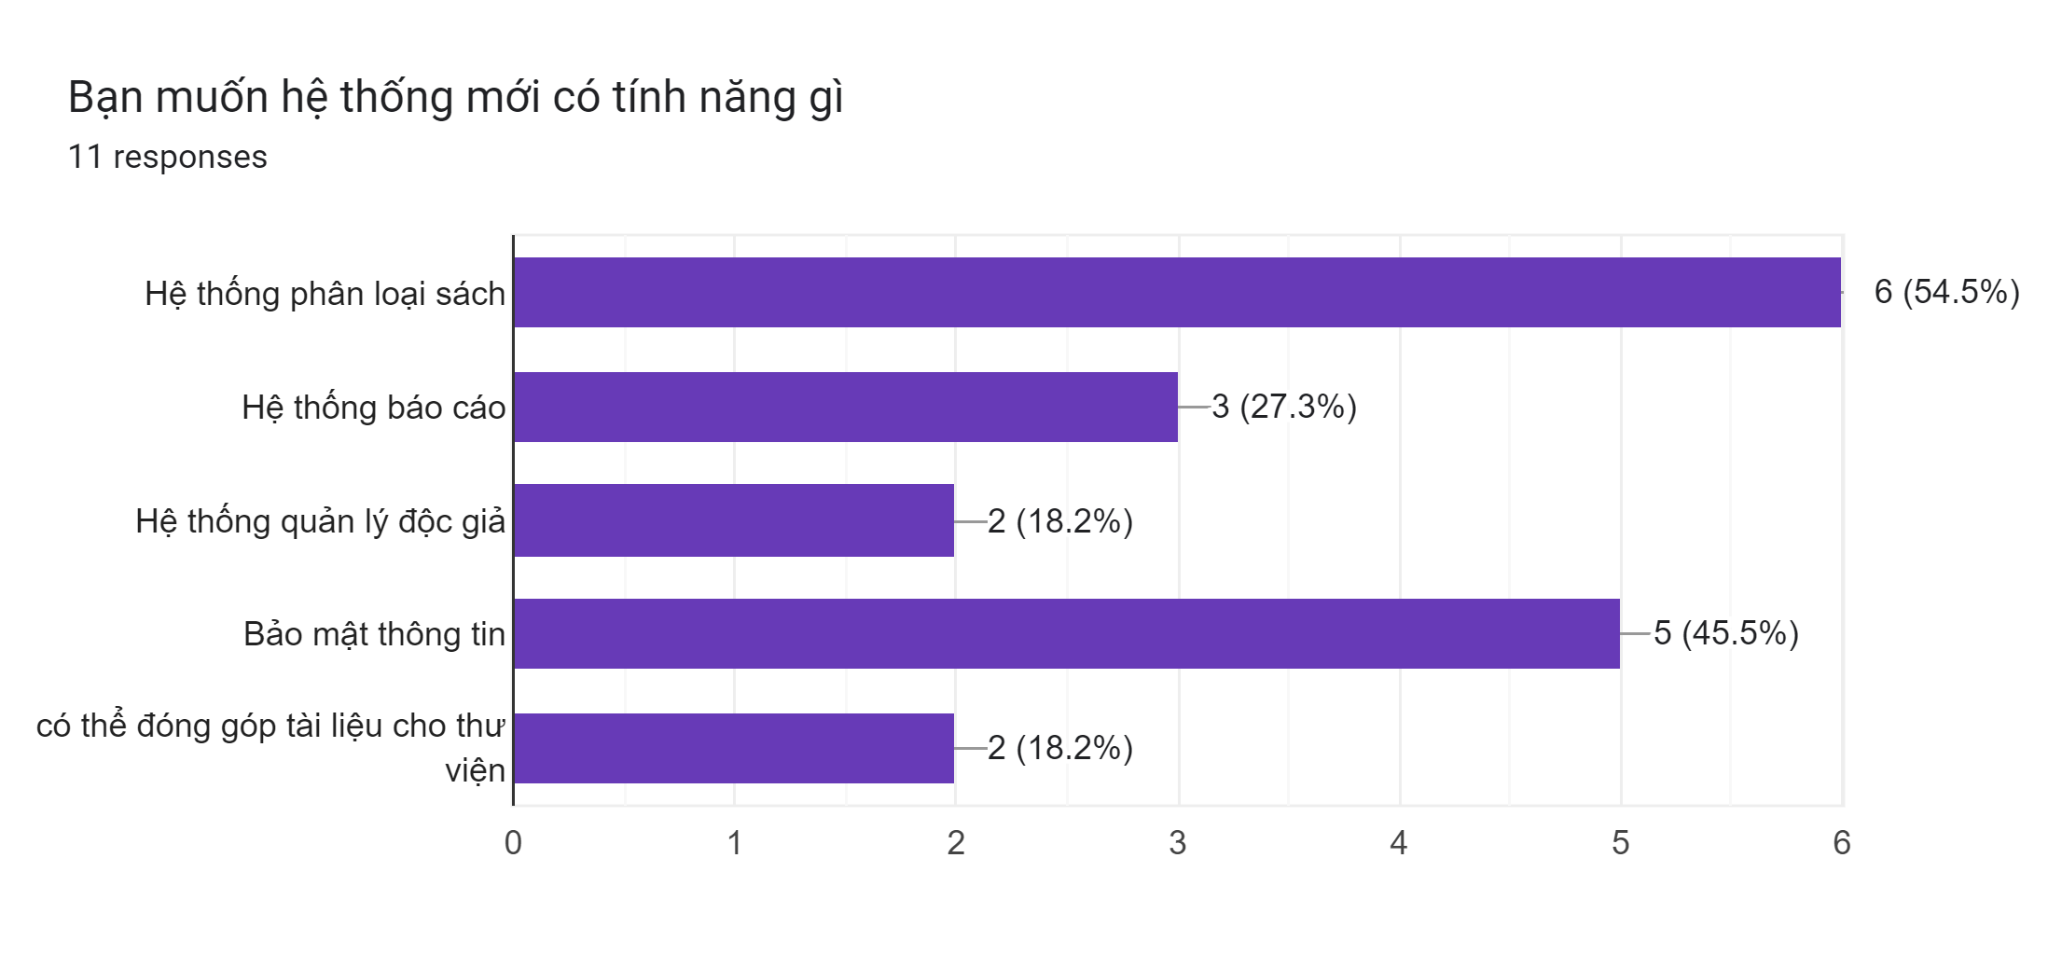 Bạn muốn hệ thống mới có tính năng gì
11 responses
Hệ thống phân loại sách
6 (54.5%)
Hệ thống báo cáo
3 (27.3%)
Hệ thống quản lý độc giả
2 (18.2%)
Bảo mật thông tin
5 (45.5%)
có thể đóng góp tài liệu cho thư
viện
2 (18.2%)
0 1 2 3 4 5 6